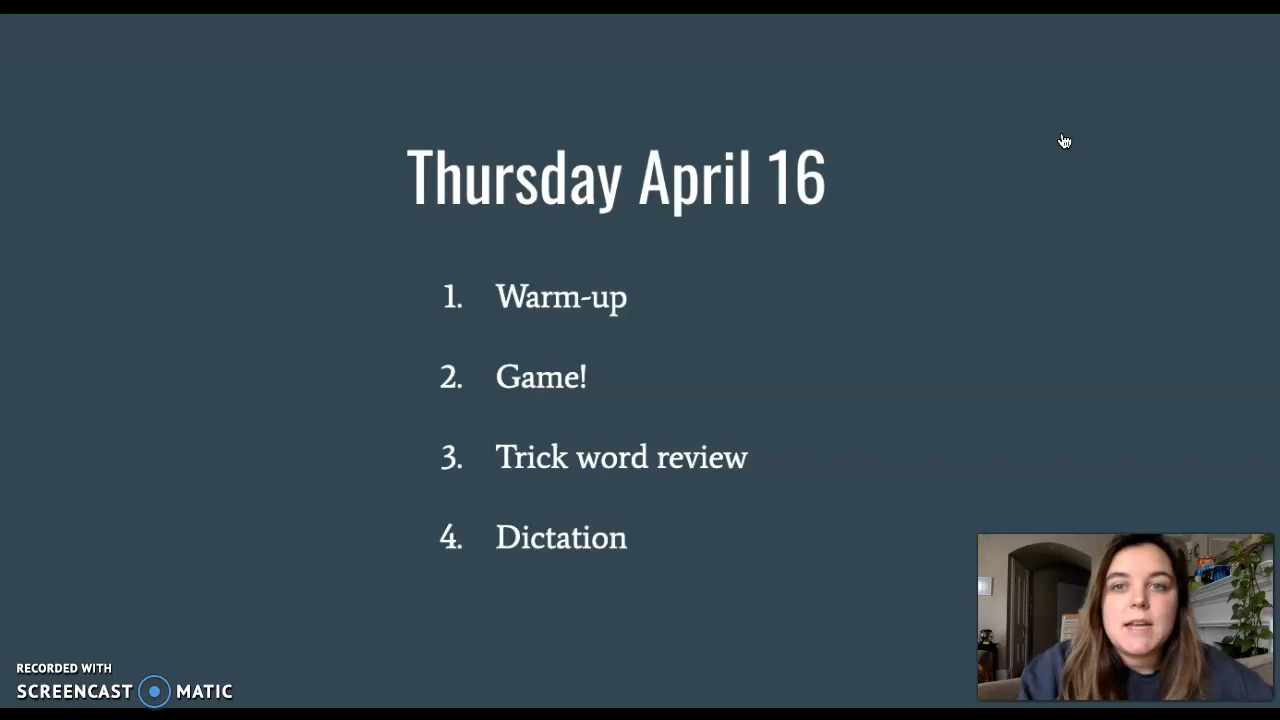 Thursday April 16
1. Warm-up
2. Game!
3. Trick word review
4. Dictation
RECORDED WITH
SCREENCAST MATIC